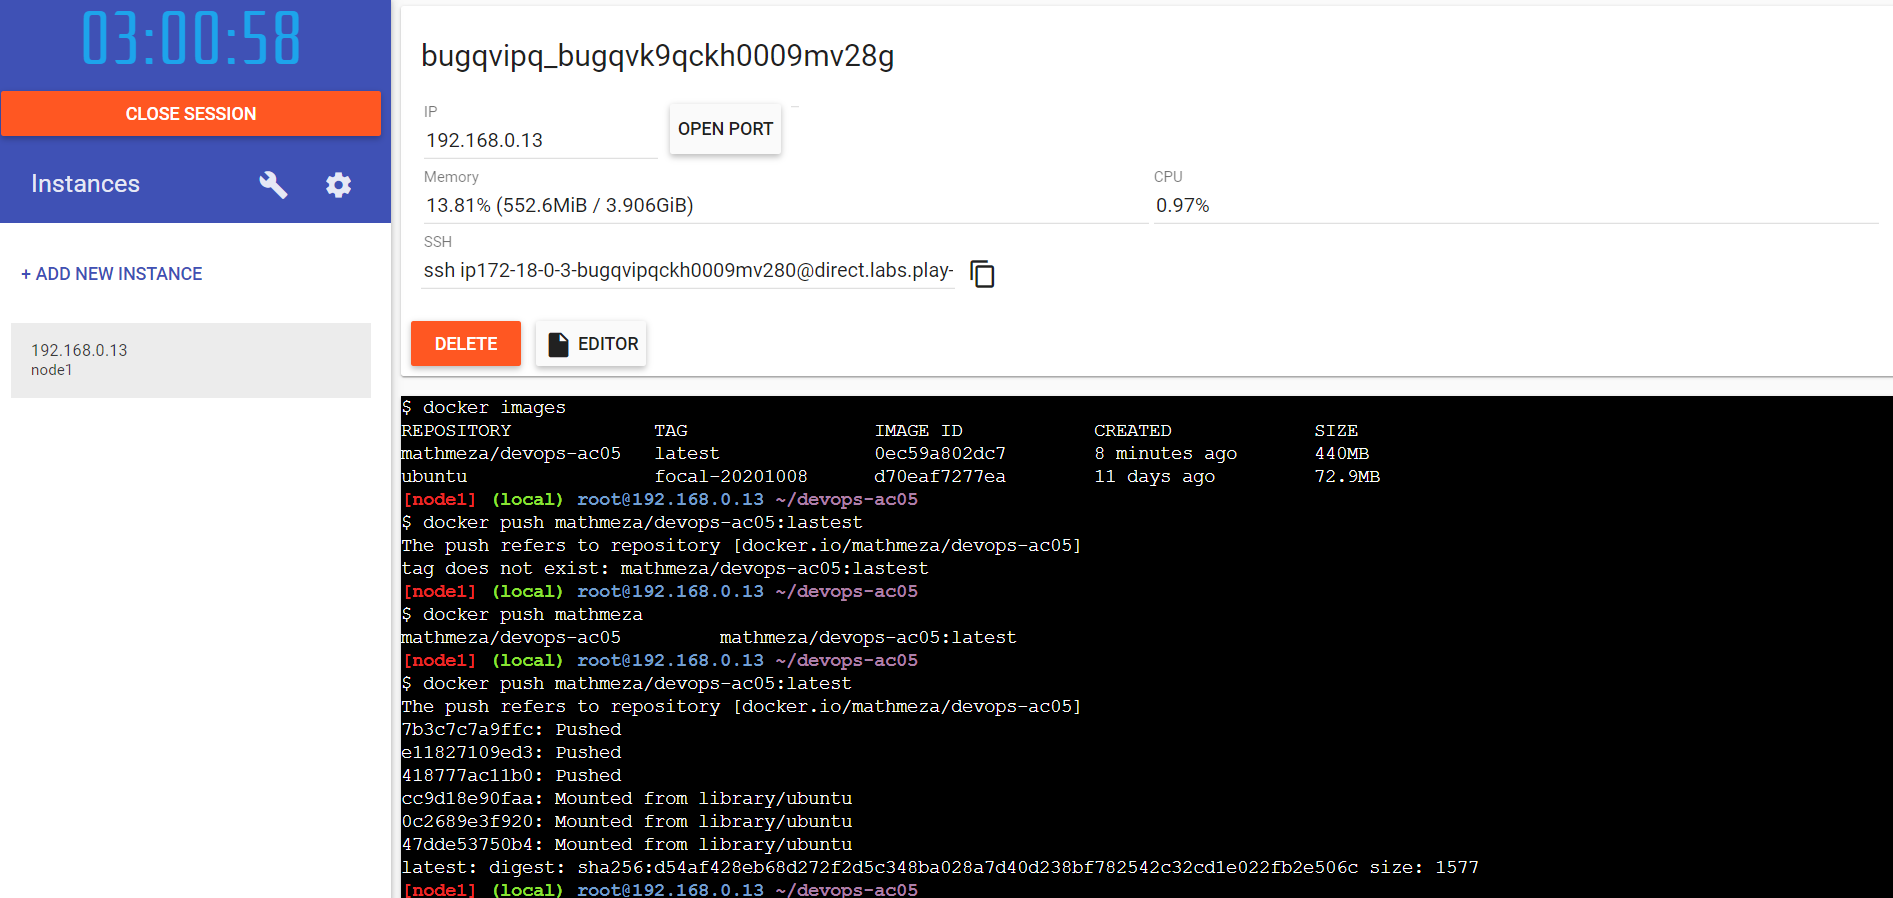 03:00:58
CLOSE SESSION
Instances
+ ADD NEW INSTANCE
192.168.0.13
node1
bugqvipq_bugqvk9qckh0009mv28g
IP
192.168.0.13
OPEN PORT
Memory
13.81% (552.6MiB / 3.906GiB)
CPU
0.97%
SSH
ssh ip172-18-0-3-bugqvipqckh0009mv280@direct.labs.play-
DELETE
EDITOR
$ docker images
REPOSITORY TAG IMAGE ID CREATED SIZE
mathmeza/devops-ac05 latest 0ec59a802dc7 8 minutes ago 440MB
ubuntu focal-20201008 d70eaf7277ea 11 days ago 72.9MB
[node1] (local) root@192.168.0.13 ~/devops-ac05
$ docker push mathmeza/devops-ac05:lastest
The push refers to repository [docker.io/mathmeza/devops-ac05]
tag does not exist: mathmeza/devops-ac05:lastest
[node1] (local) root@192.168.0.13 ~/devops-ac05
$ docker push mathmeza
mathmeza/devops-ac05 mathmeza/devops-ac05:latest
[node1] (local) root@192.168.0.13 ~/devops-ac05
$ docker push mathmeza/devops-ac05:latest
The push refers to repository [docker.io/mathmeza/devops-ac05]
7b3c7c7a9ffc: Pushed
e11827109ed3: Pushed
418777ac11b0: Pushed
cc9d18e90faa: Mounted from library/ubuntu
0c2689e3f920: Mounted from library/ubuntu
47dde53750b4: Mounted from library/ubuntu
latest: digest: sha256:d54af428eb68d272f2d5c348ba028a7d40d238bf782542c32cd1e022fb2e506c size: 1577
[node1] (local) root@192.168.0.13 ~/devops-ac05